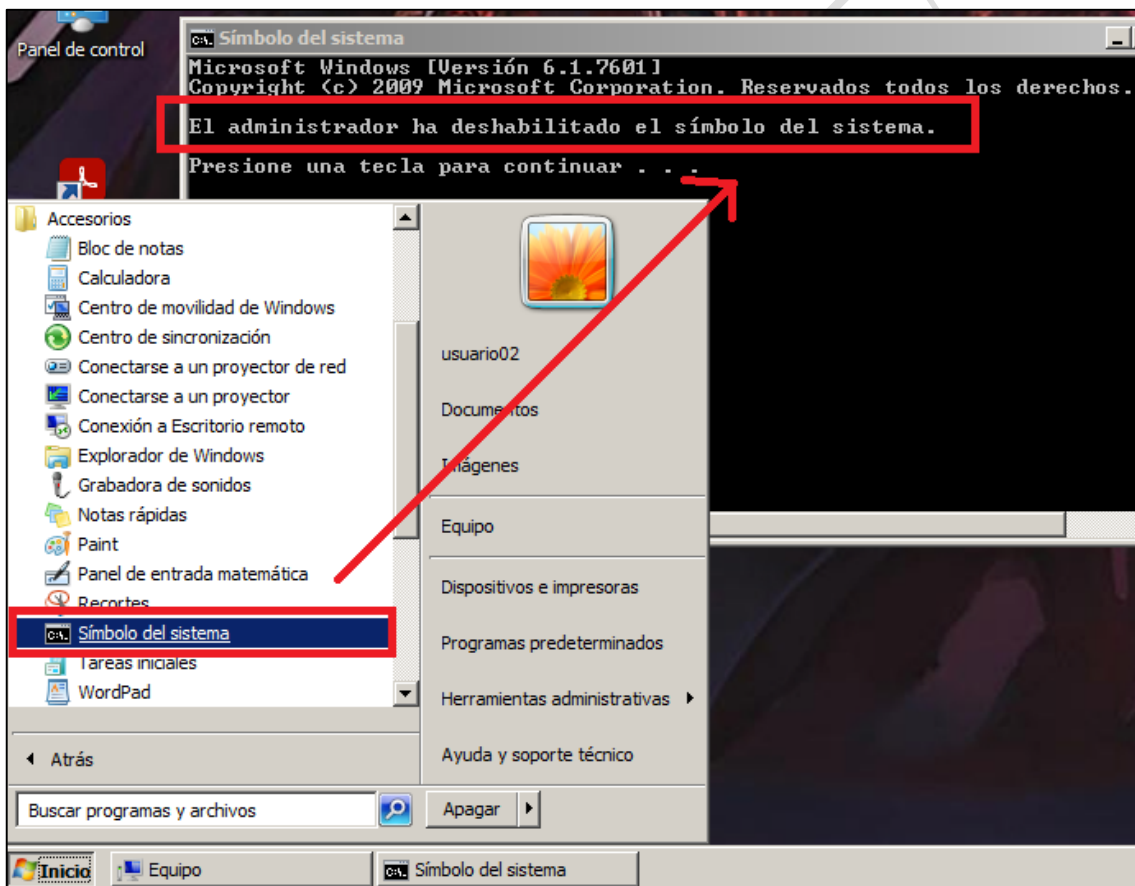 Panel de control
Símbolo del sistema
Microsoft Windows [Versión 6.1.7601]
Copyright (c) 2009 Microsoft Corporation. Reservados todos los derechos.
El administrador ha deshabilitado el símbolo del sistema.
Presione una tecla para continuar . . .
Accesorios
Bloc de notas
Calculadora
Centro de movilidad de Windows
Centro de sincronización
Conectarse a un proyector de red
Conectarse a un proyector
Conexión a Escritorio remoto
Explorador de Windows
Grabadora de sonidos
Notas rápidas
Paint
Panel de entrada matemática
Recortes
Símbolo del sistema
Tareas iniciales
WordPad
Atrás
Buscar programas y archivos
usuario02
Documentos
Imágenes
Equipo
Dispositivos e impresoras
Programas predeterminados
Herramientas administrativas
Ayuda y soporte técnico
Apagar
Inicio
Equipo
Símbolo del sistema